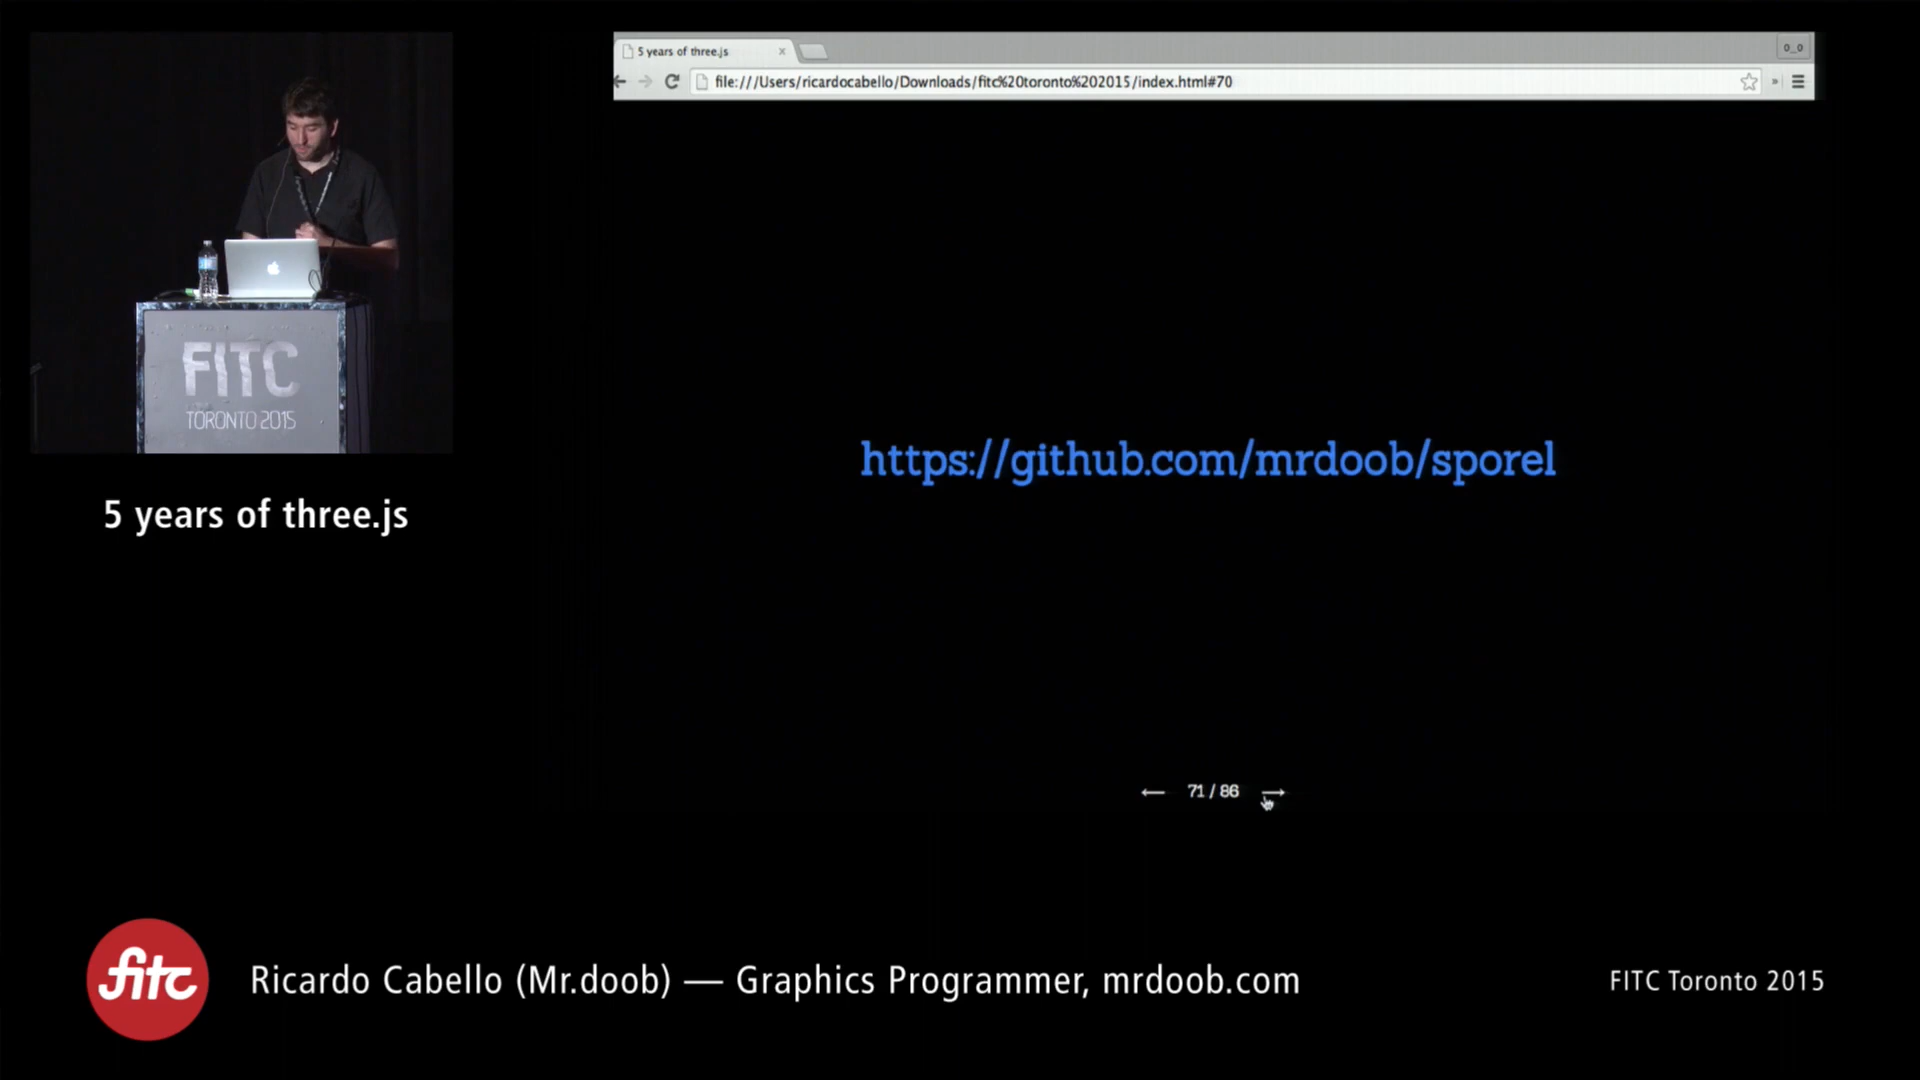 5 years of three.js
0_0
file:///Users/ricardocabello/Downloads/fitc%20toronto%202015/index.html#70
https://github.com/mrdoob/sporel
71 / 86
FITC
TORONTO 2015
5 years of three.js
fitc
Ricardo Cabello (Mr.doob) — Graphics Programmer, mrdoob.com
FITC Toronto 2015